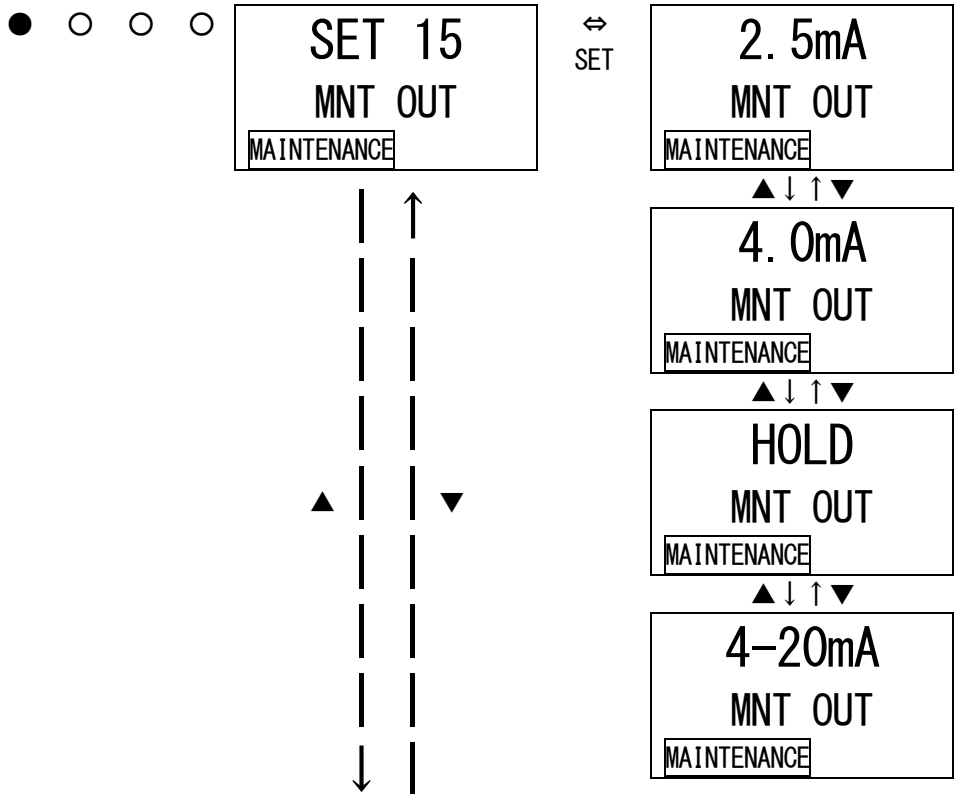 ● ○ ○ ○
SET 15
MNT OUT
MAINTENANCE
⇔
SET
2.5mA
MNT OUT
MAINTENANCE
▲↓↑▼
4.0mA
MNT OUT
MAINTENANCE
▲↓↑▼
HOLD
MNT OUT
MAINTENANCE
▲↓↑▼
4-20mA
MNT OUT
MAINTENANCE
▲ ▼